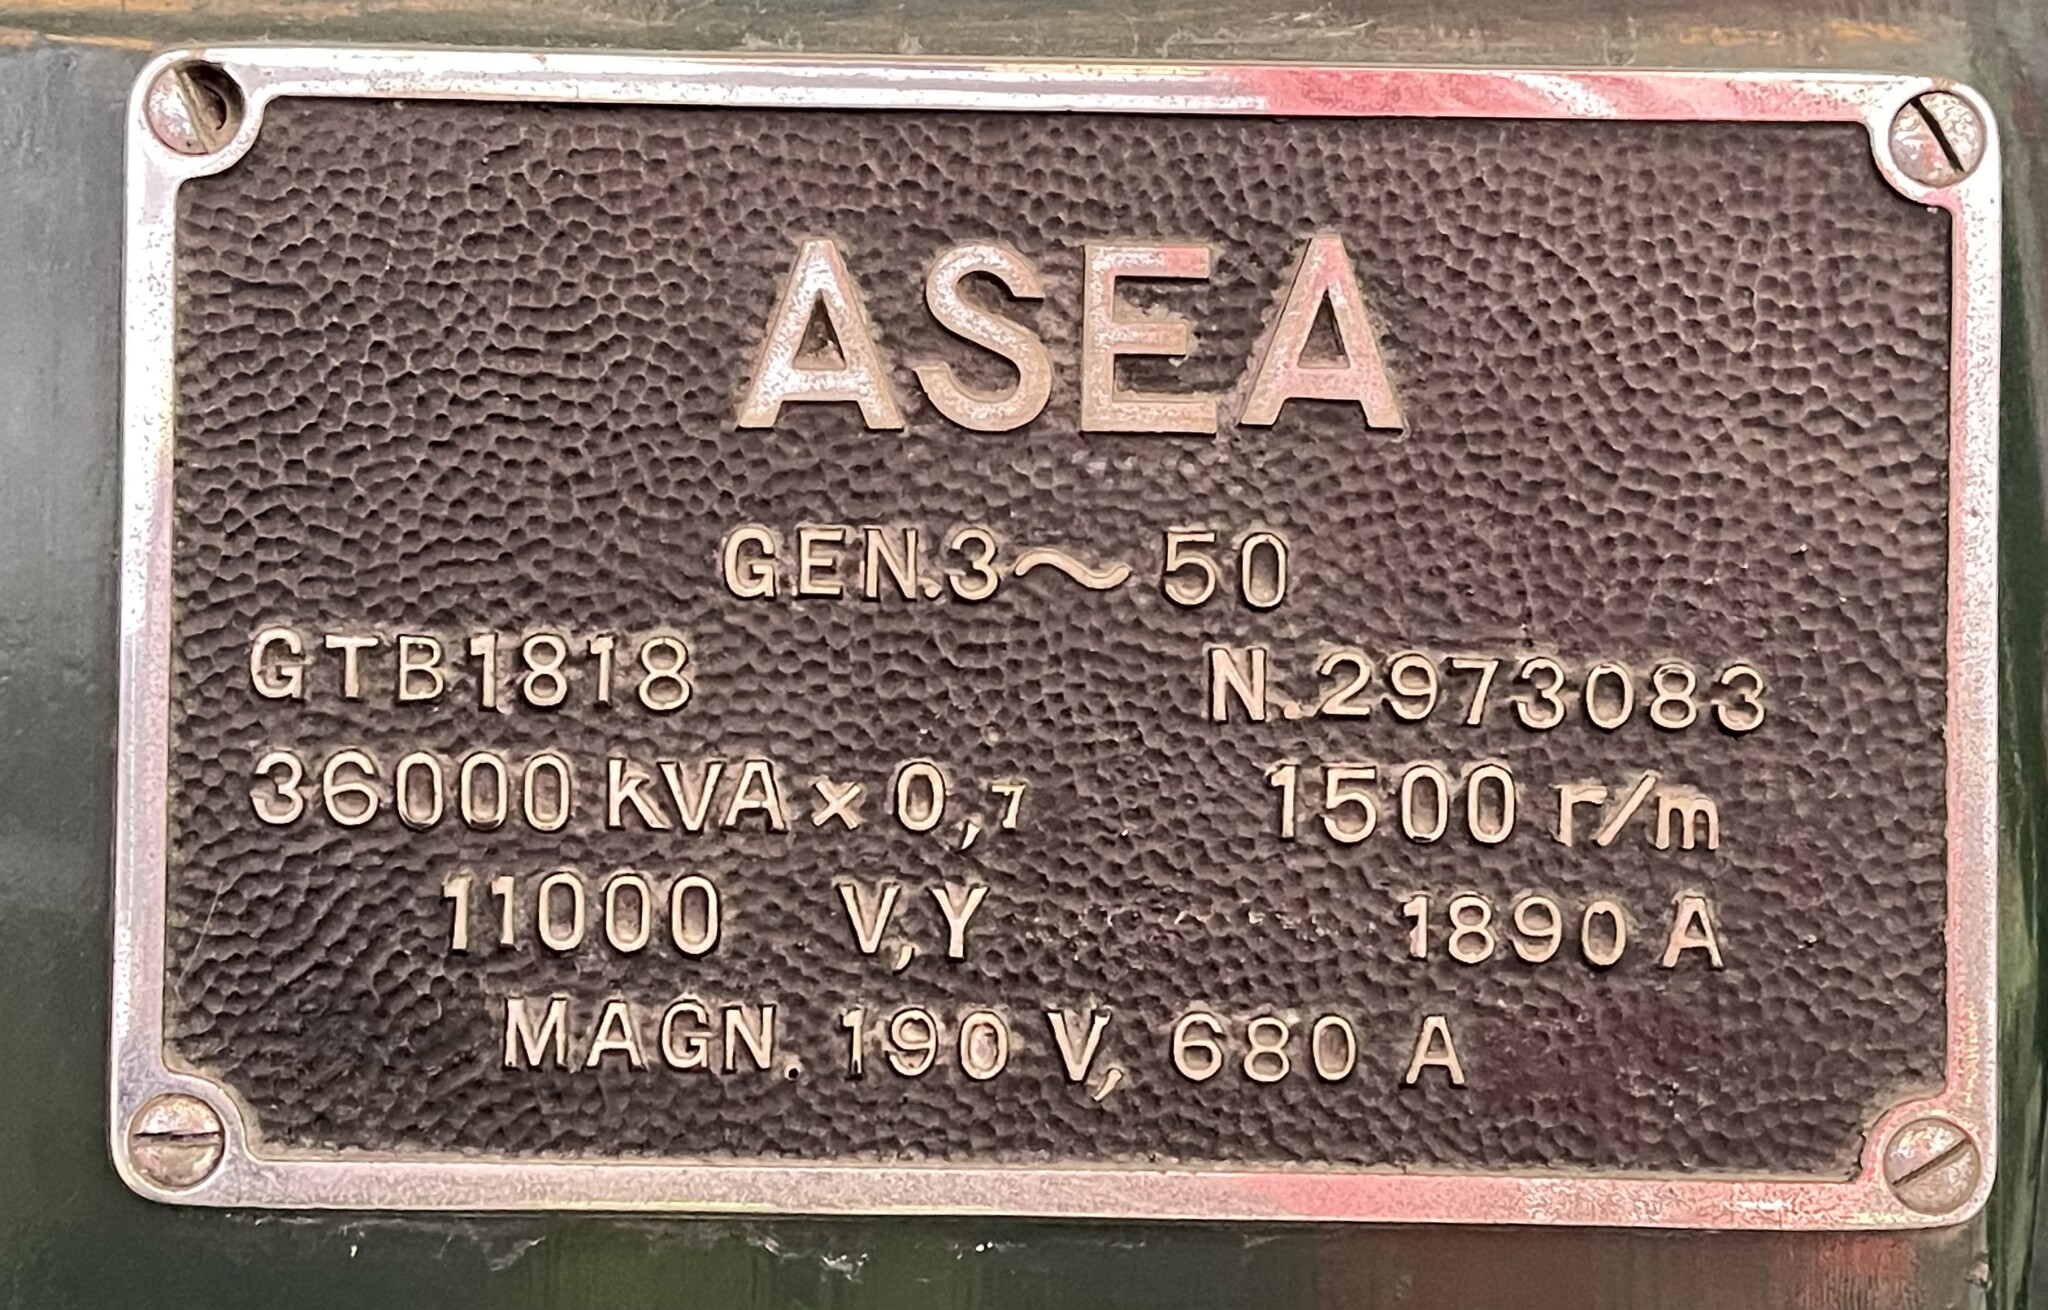 ASEA
GEN.3~ 50
GTB1818 N.2973083
36000 kVA x 0,7 1500 r/m
11000 V,Y 1890 A
MAGN. 190 V, 680 A